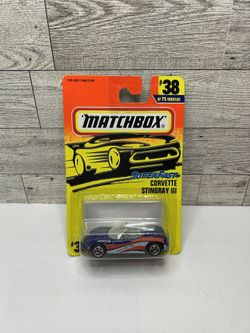 #38
OF 75 VEHICLES
MATCHBOX
SUPERFAST
CORVETTE
STINGRAY III
#3